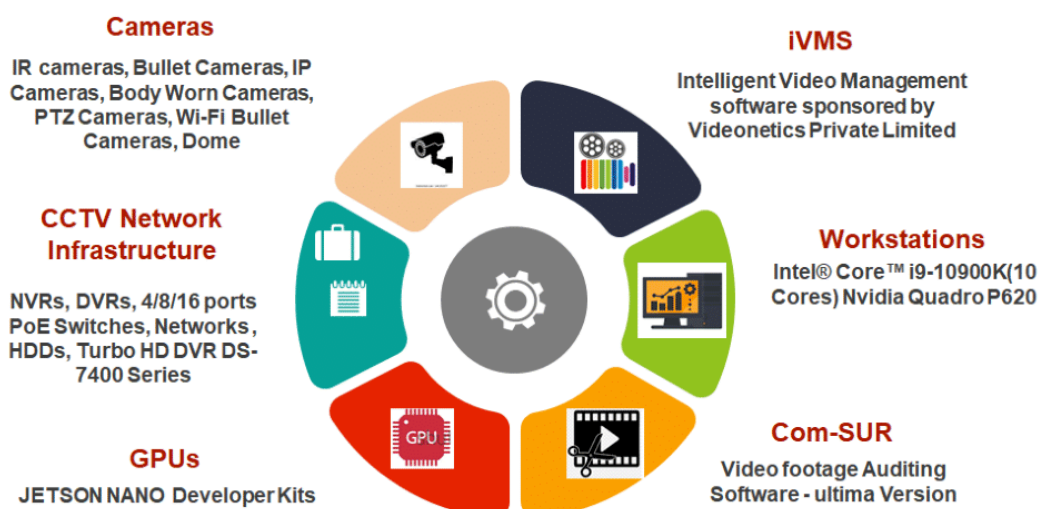 Cameras
IR cameras, Bullet Cameras, IP
Cameras, Body Worn Cameras,
PTZ Cameras, Wi-Fi Bullet
Cameras, Dome
iVMS
Intelligent Video Management
software sponsored by
Videonetics Private Limited
CCTV Network
Infrastructure
NVRs, DVRs, 4/8/16 ports
PoE Switches, Networks ,
HDDs, Turbo HD DVR DS-
7400 Series
Workstations
Intel® Core™ i9-10900K(10
Cores) Nvidia Quadro P620
GPU
GPUs
JETSON NANO Developer Kits
Com-SUR
Video footage Auditing
Software - ultima Version